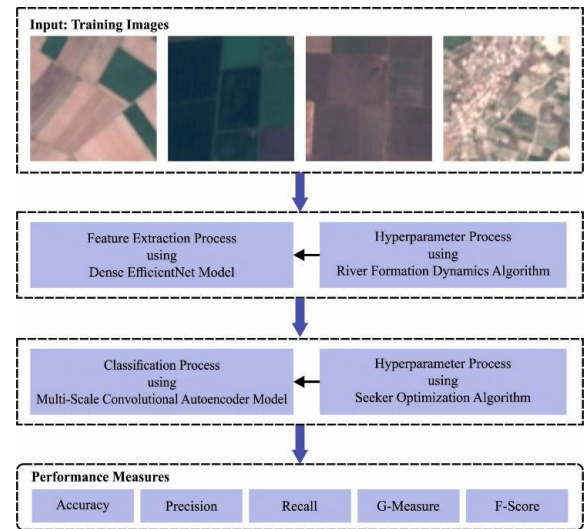 Input: Training Images
Feature Extraction Process
using
Dense EfficientNet Model
Hyperparameter Process
using
River Formation Dynamics Algorithm
Classification Process
using
Multi-Scale Convolutional Autoencoder Model
Hyperparameter Process
using
Seeker Optimization Algorithm
Performance Measures
Accuracy
Precision
Recall
G-Measure
F-Score